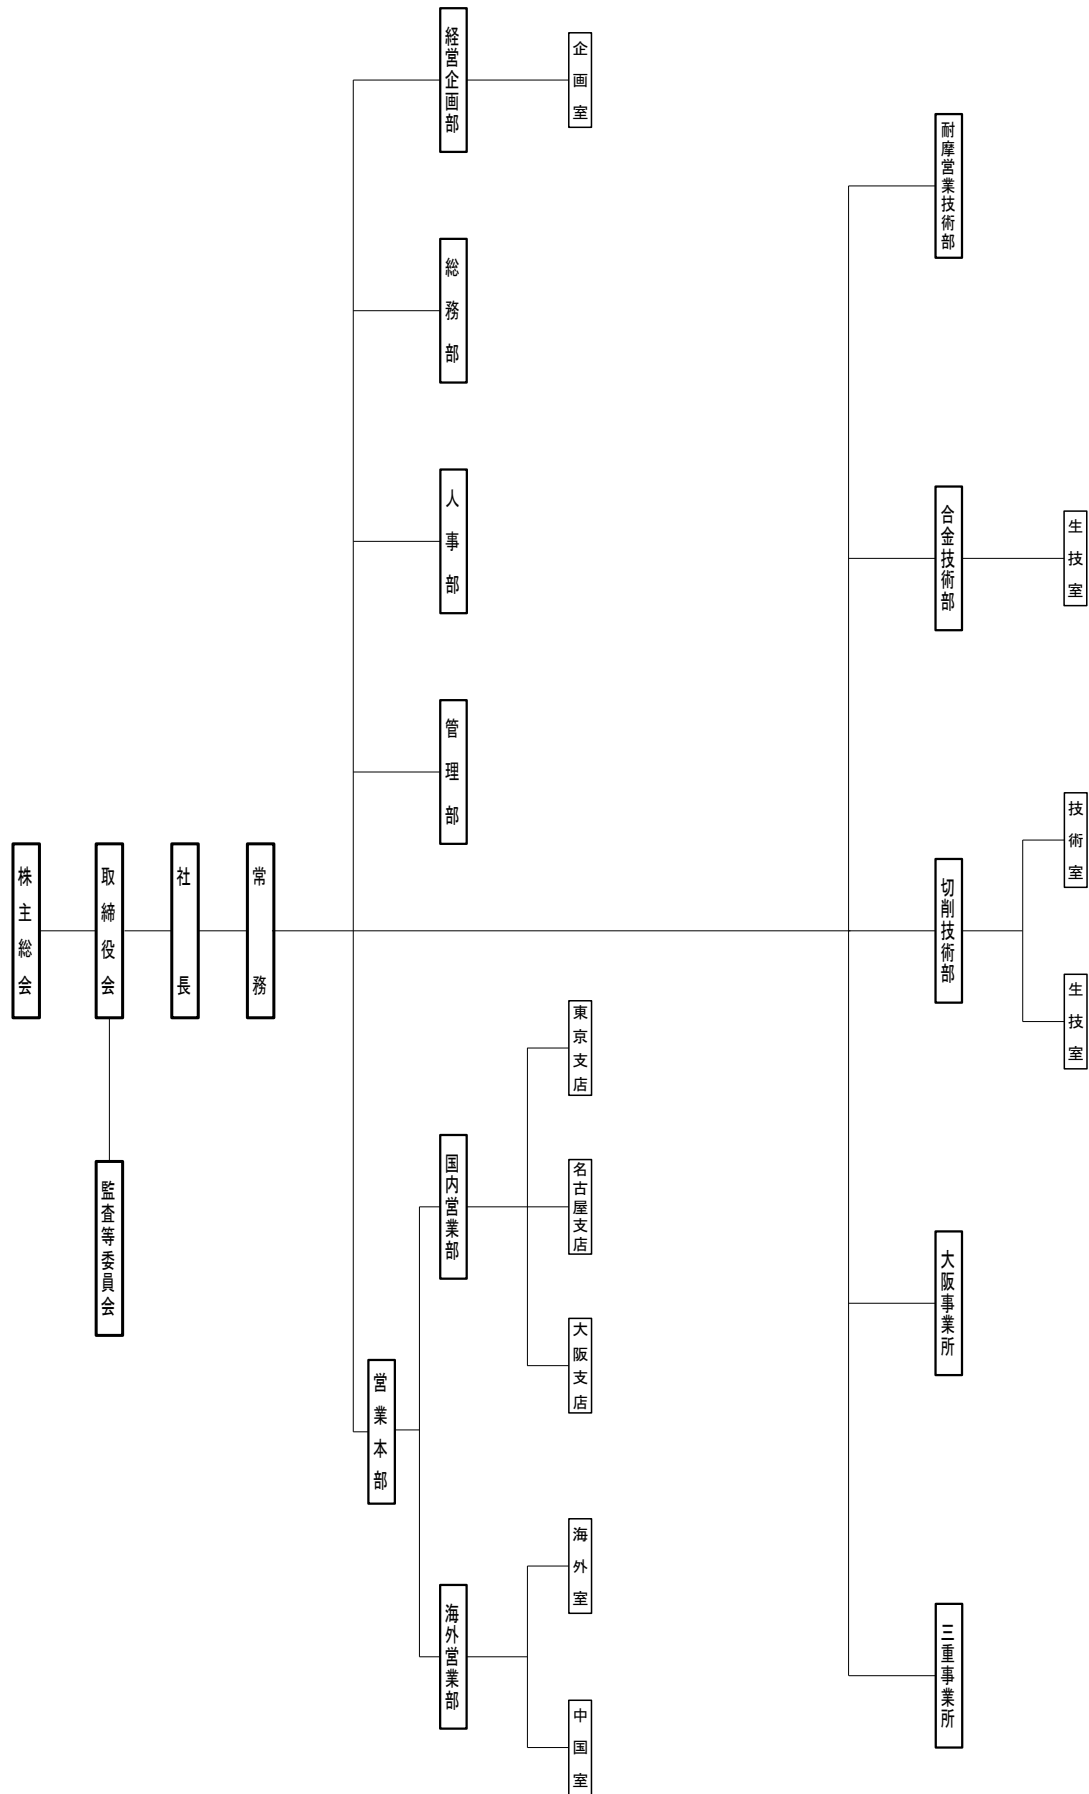 株主総会
取締役会
監査等委員会
社長
常務
経営企画部
企画室
総務部
人事部
管理部
営業本部
国内営業部
東京支店
名古屋支店
大阪支店
海外営業部
海外室
中国室
耐摩営業技術部
合金技術部
生技室
切削技術部
技術室
生技室
大阪事業所
三重事業所